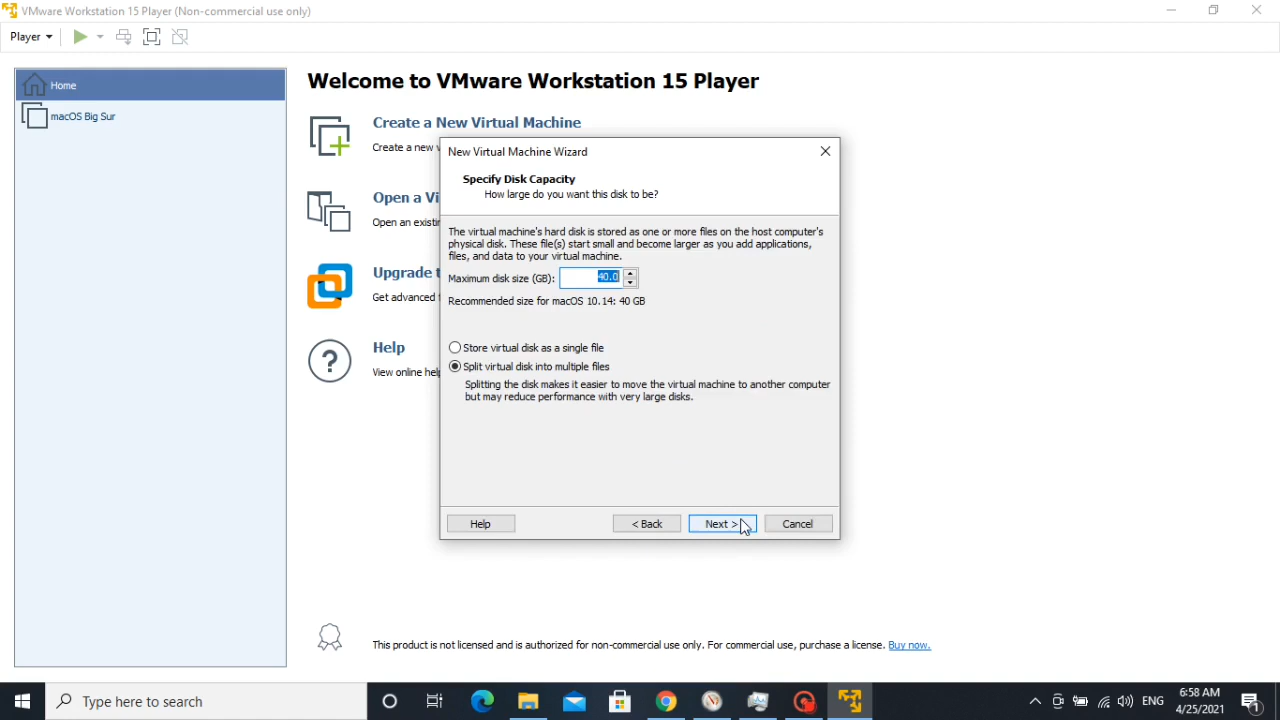 VMware Workstation 15 Player (Non-commercial use only)
Player
Home
macOS Big Sur
Welcome to VMware Workstation 15 Player
Create a New Virtual Machine
Create a new v
Open a Vi
Open an existin
Upgrade t
Get advanced f
Help
View online help
New Virtual Machine Wizard
Specify Disk Capacity
How large do you want this disk to be?
The virtual machine's hard disk is stored as one or more files on the host computer's
physical disk. These file(s) start small and become larger as you add applications,
files, and data to your virtual machine.
Maximum disk size (GB): 40.0
Recommended size for macOS 10.14: 40 GB
Store virtual disk as a single file
Split virtual disk into multiple files
Splitting the disk makes it easier to move the virtual machine to another computer
but may reduce performance with very large disks.
Help < Back Next > Cancel
This product is not licensed and is authorized for non-commercial use only. For commercial use, purchase a license. Buy now.
Type here to search
ENG
6:58 AM
4/25/2021
1